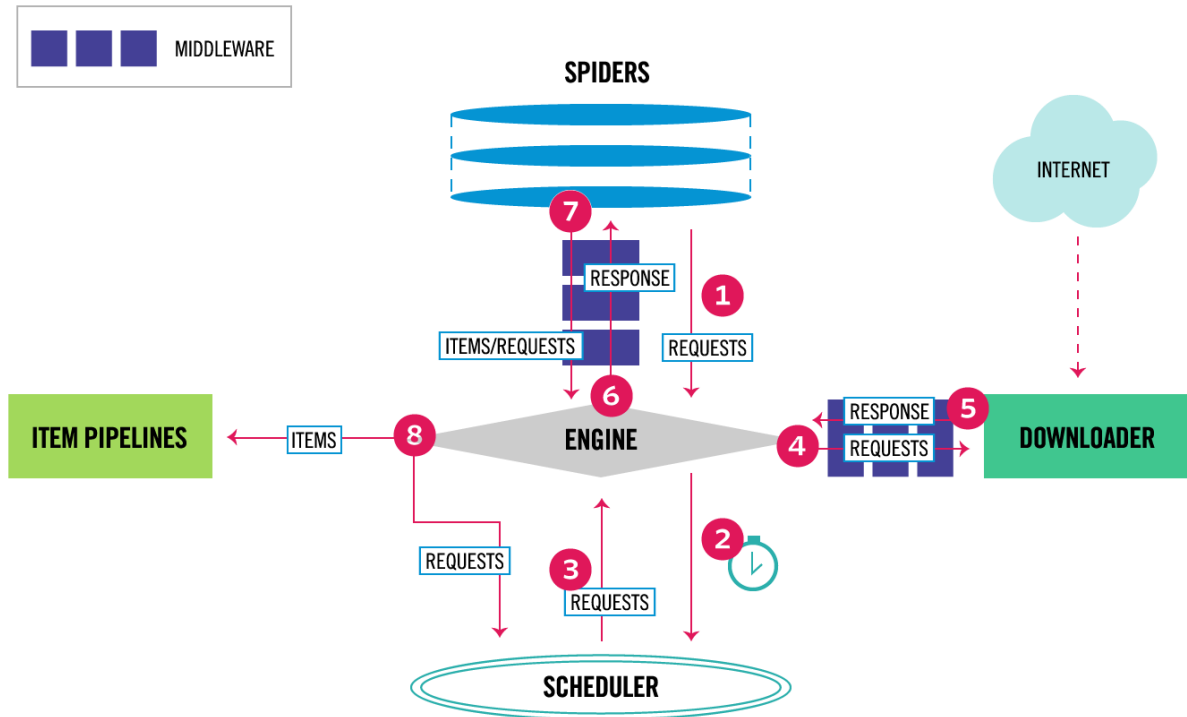 MIDDLEWARE
SPIDERS
INTERNET
7
RESPONSE
1
ITEMS/REQUESTS
REQUESTS
6
ITEM PIPELINES
ITEMS
8
ENGINE
4
RESPONSE
REQUESTS
5
DOWNLOADER
2
REQUESTS
3
REQUESTS
SCHEDULER